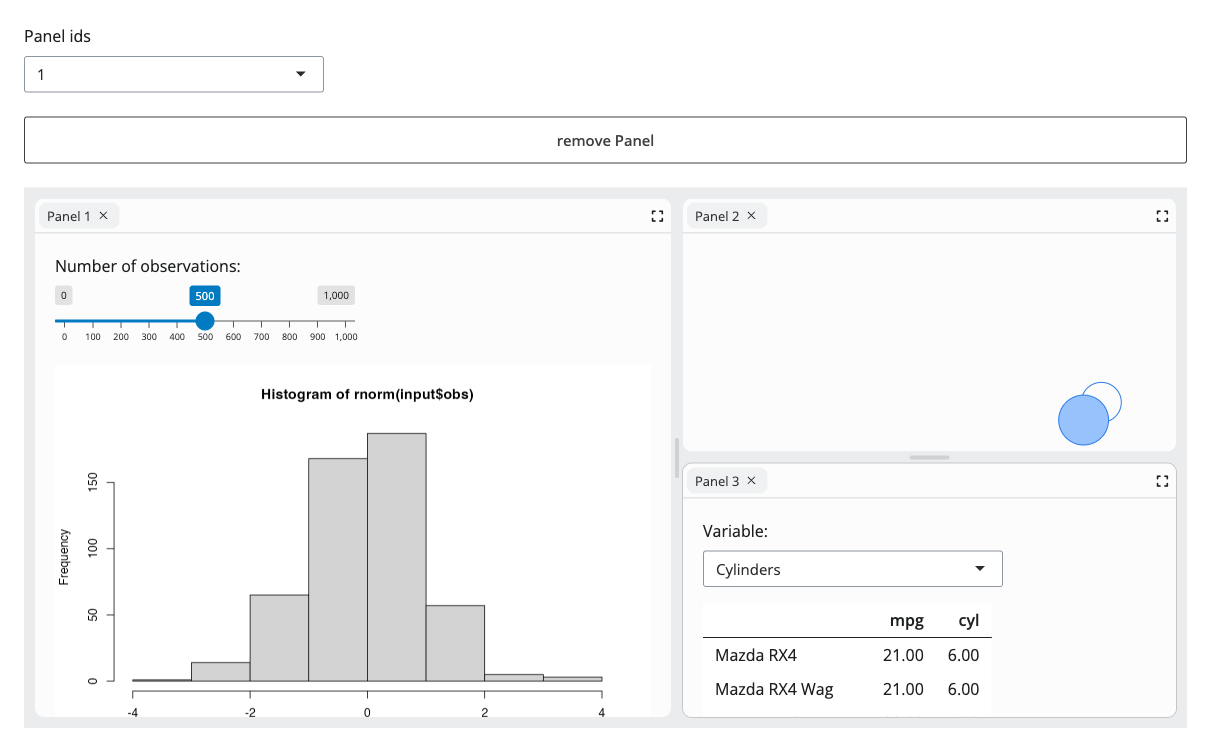 Panel ids
1
remove Panel
Panel 1 ×
Number of observations:
0 500 1,000
0 100 200 300 400 500 600 700 800 900 1,000
Histogram of rnorm(input$obs)
Frequency
150
100
50
0
-4 -2 0 2 4
Panel 2 ×
Panel 3 ×
Variable:
Cylinders
mpg cyl
Mazda RX4 21.00 6.00
Mazda RX4 Wag 21.00 6.00